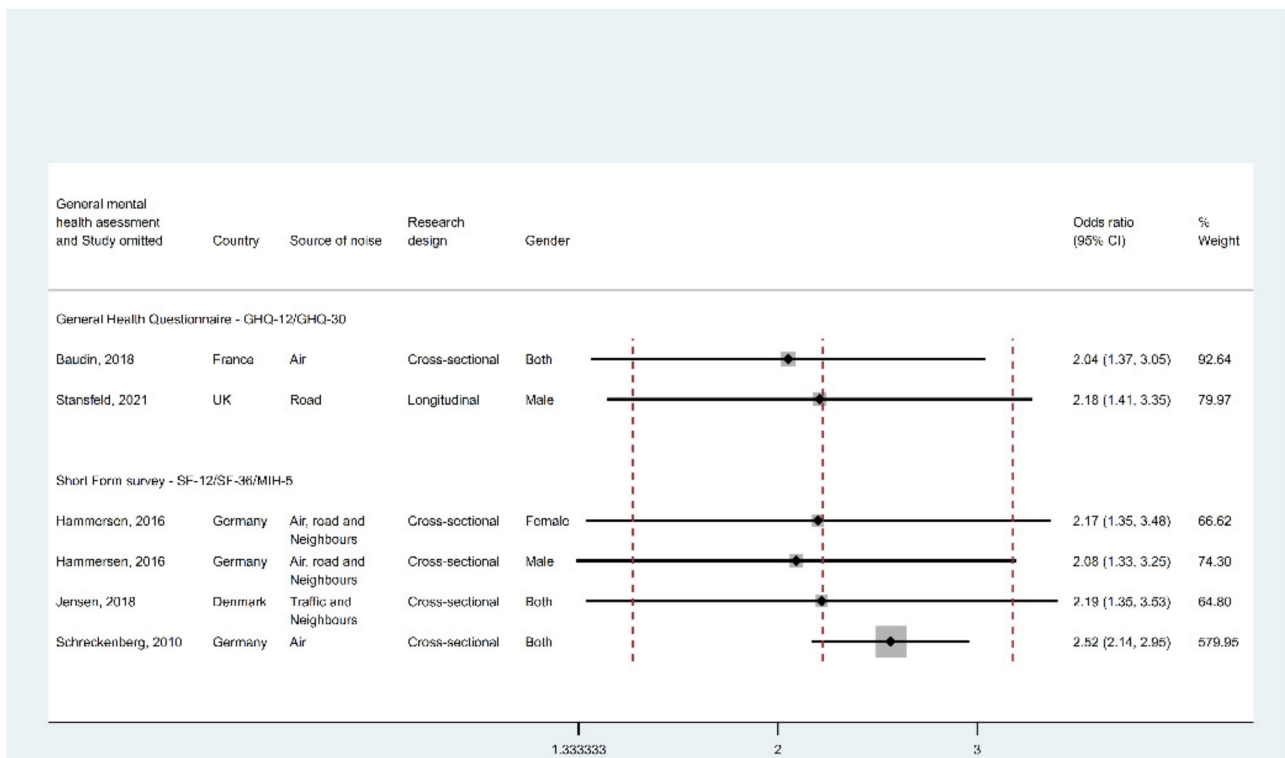 General mental
health asessment
and Study omitted
Country
Source of noise
Research
design
Gender
Odds ratio
(95% CI)
%
Weight
General Health Questionnaire - GHQ-12/GHQ-30
Baudin, 2018 France Air Cross-sectional Both 2.04 (1.37, 3.05) 92.64
Stansfeld, 2021 UK Road Longitudinal Male 2.18 (1.41, 3.35) 79.97
Short Form survey - SF-12/SF-36/MIH-5
Hammersen, 2016 Germany Air, road and Cross-sectional Female 2.17 (1.35, 3.48) 66.62
Neighbours
Hammersen, 2016 Germany Air, road and Cross-sectional Male 2.08 (1.33, 3.25) 74.30
Neighbours
Jensen, 2018 Denmark Traffic and Cross-sectional Both 2.19 (1.35, 3.53) 64.80
Neighbours
Schreckenberg, 2010 Germany Air Cross-sectional Both 2.52 (2.14, 2.95) 579.95
1.333333 2 3